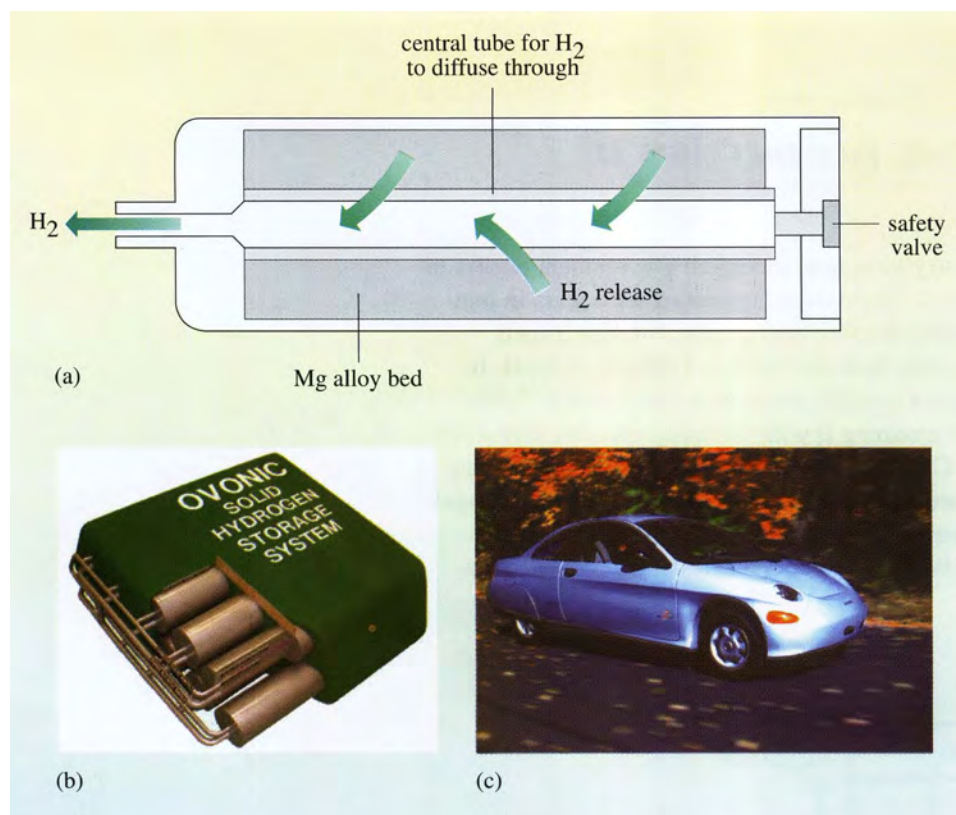 central tube for H2
to diffuse through
H2
safety
valve
H2 release
(a)
Mg alloy bed
OVONIC
SOLID
HYDROGEN
STORAGE
SYSTEM
(b)
(c)